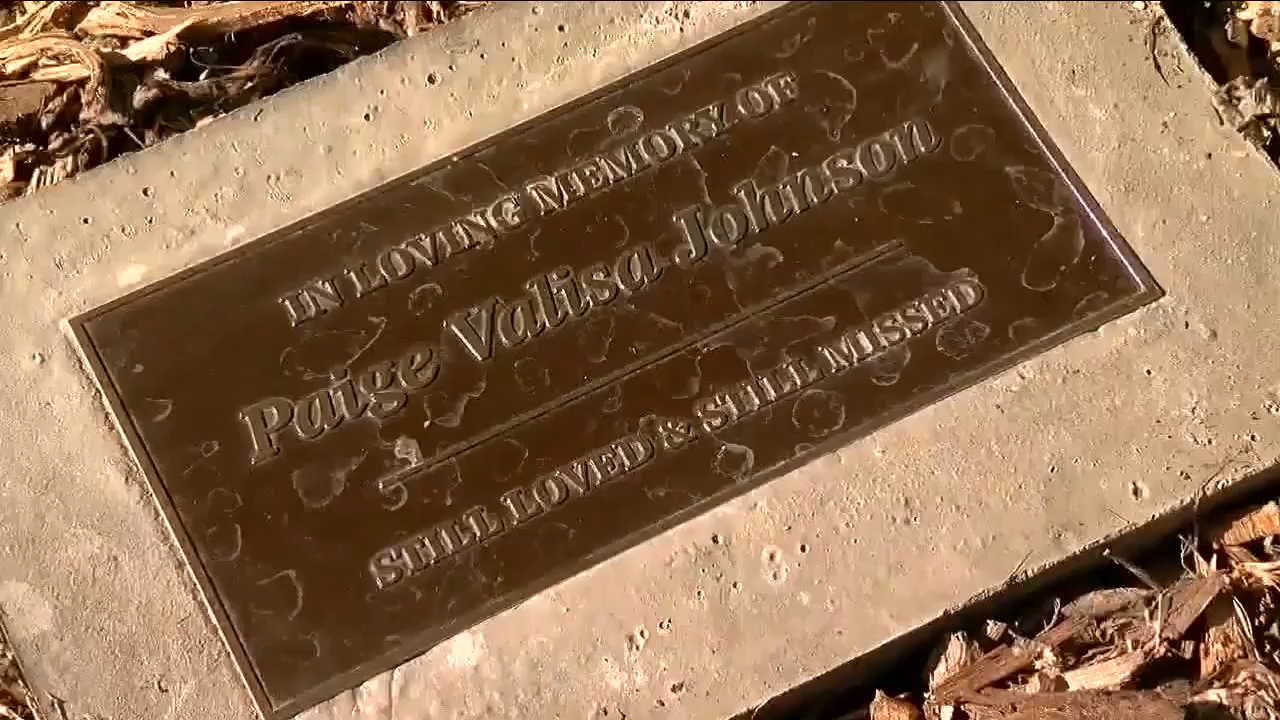 IN LOVING MEMORY OF
Paige Valisa Johnson
STILL LOVED & STILL MISSED